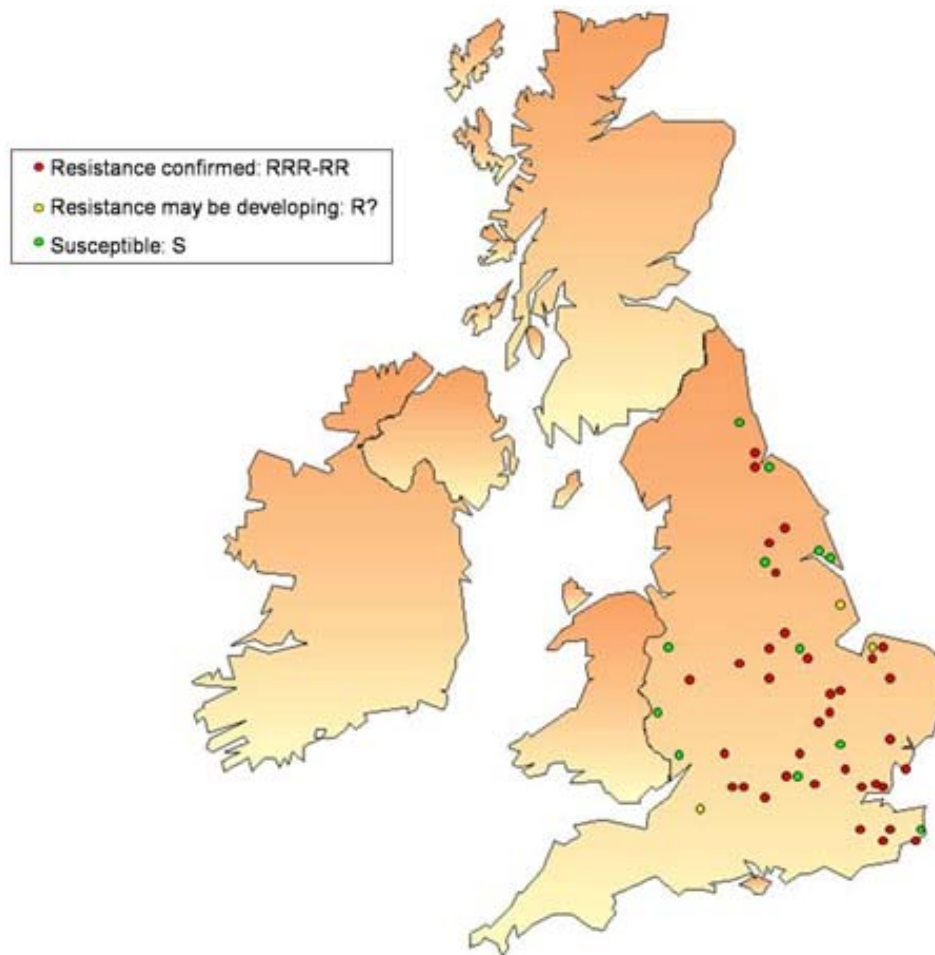 Resistance confirmed: RRR-RR
Resistance may be developing: R?
Susceptible: S